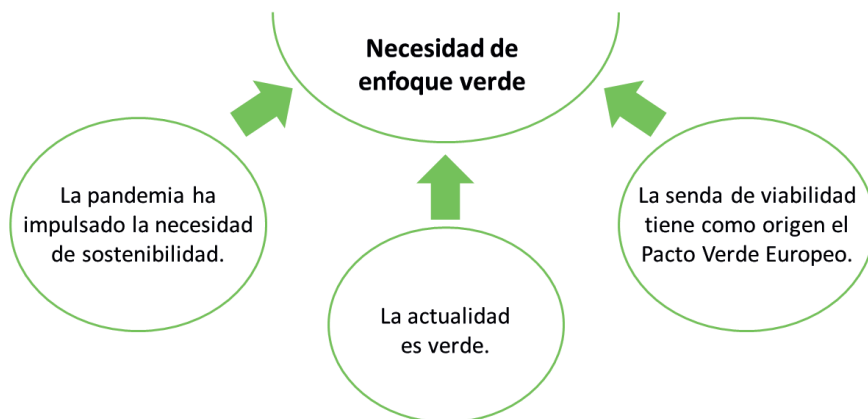 Necesidad de
enfoque verde
La pandemia ha
impulsado la necesidad
de sostenibilidad.
La actualidad
es verde.
La senda de viabilidad
tiene como origen el
Pacto Verde Europeo.